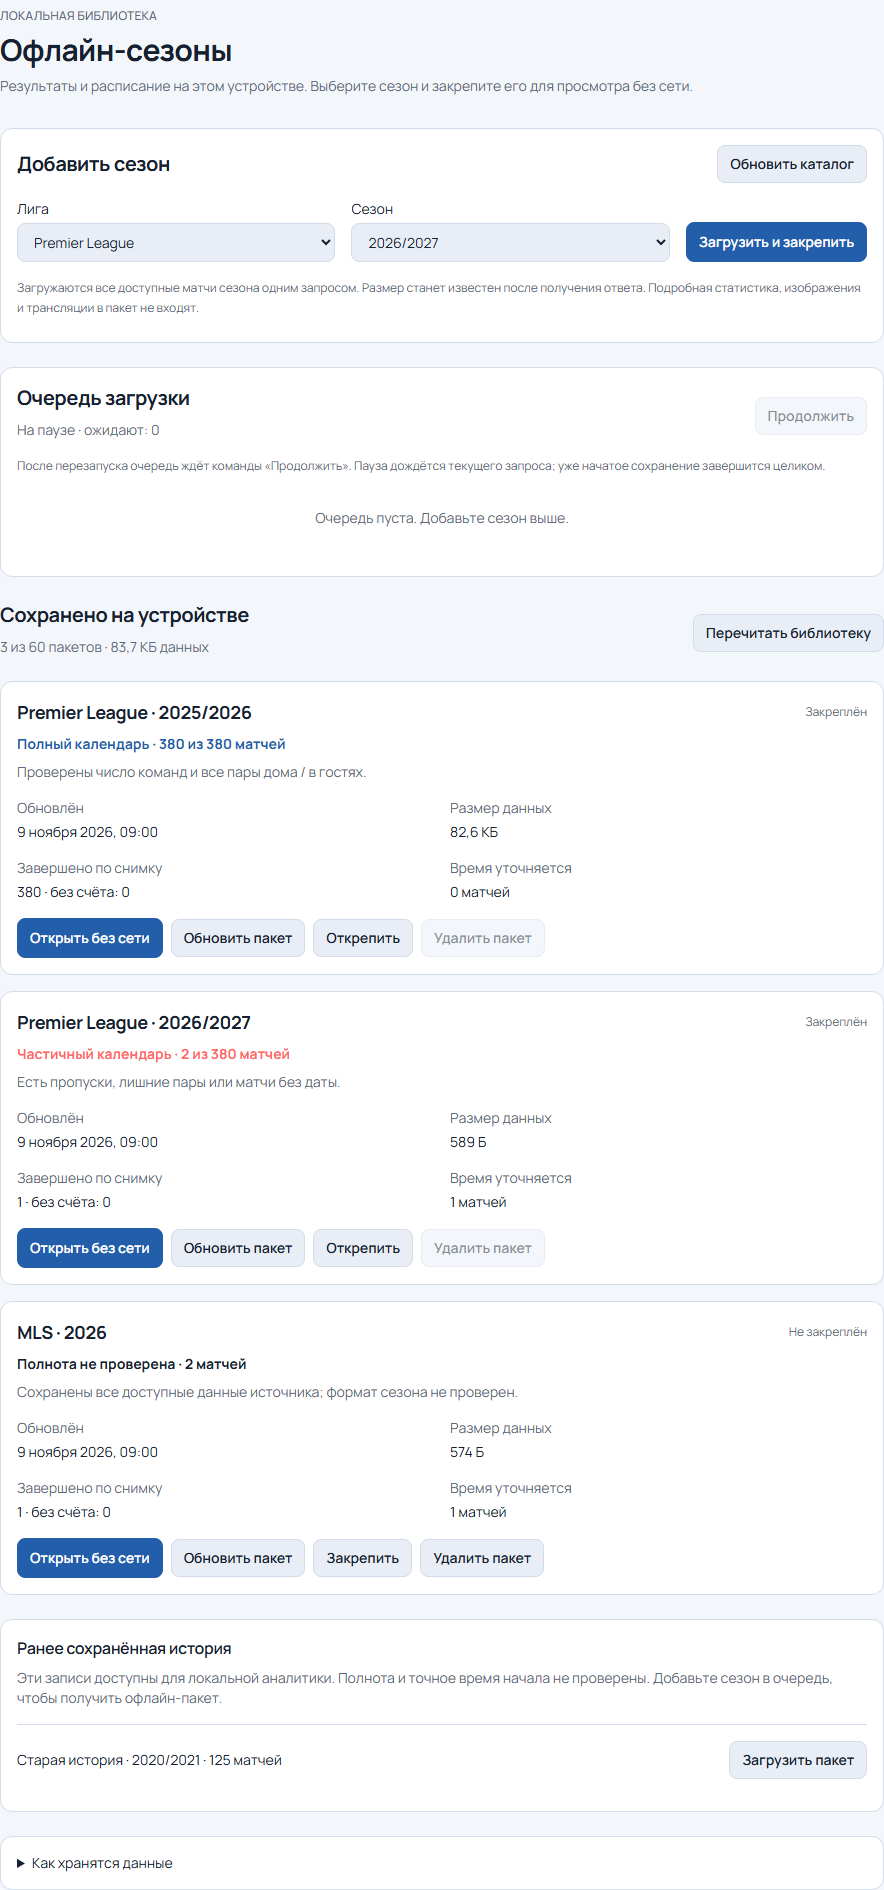 ЛОКАЛЬНАЯ БИБЛИОТЕКА
Офлайн-сезоны
Результаты и расписание на этом устройстве. Выберите сезон и закрепите его для просмотра без сети.
Добавить сезон
Обновить каталог
Лига
Сезон
Premier League
2026/2027
Загрузить и закрепить
Загружаются все доступные матчи сезона одним запросом. Размер станет известен после получения ответа. Подробная статистика, изображения
и трансляции в пакет не входят.
Очередь загрузки
На паузе · ожидают: 0
Продолжить
После перезапуска очередь ждёт команды «Продолжить». Пауза дождётся текущего запроса; уже начатое сохранение завершится целиком.
Очередь пуста. Добавьте сезон выше.
Сохранено на устройстве
3 из 60 пакетов · 83,7 КБ данных
Перечитать библиотеку
Premier League · 2025/2026
Закреплён
Полный календарь · 380 из 380 матчей
Проверены число команд и все пары дома / в гостях.
Обновлён
Размер данных
9 ноября 2026, 09:00
82,6 КБ
Завершено по снимку
Время уточняется
380 · без счёта: 0
0 матчей
Открыть без сети
Обновить пакет
Открепить
Удалить пакет
Premier League · 2026/2027
Закреплён
Частичный календарь · 2 из 380 матчей
Есть пропуски, лишние пары или матчи без даты.
Обновлён
Размер данных
9 ноября 2026, 09:00
589 Б
Завершено по снимку
Время уточняется
1 · без счёта: 0
1 матчей
Открыть без сети
Обновить пакет
Открепить
Удалить пакет
MLS · 2026
Не закреплён
Полнота не проверена · 2 матчей
Сохранены все доступные данные источника; формат сезона не проверен.
Обновлён
Размер данных
9 ноября 2026, 09:00
574 Б
Завершено по снимку
Время уточняется
1 · без счёта: 0
1 матчей
Открыть без сети
Обновить пакет
Закрепить
Удалить пакет
Ранее сохранённая история
Эти записи доступны для локальной аналитики. Полнота и точное время начала не проверены. Добавьте сезон в очередь,
чтобы получить офлайн-пакет.
Старая история · 2020/2021 · 125 матчей
Загрузить пакет
Как хранятся данные